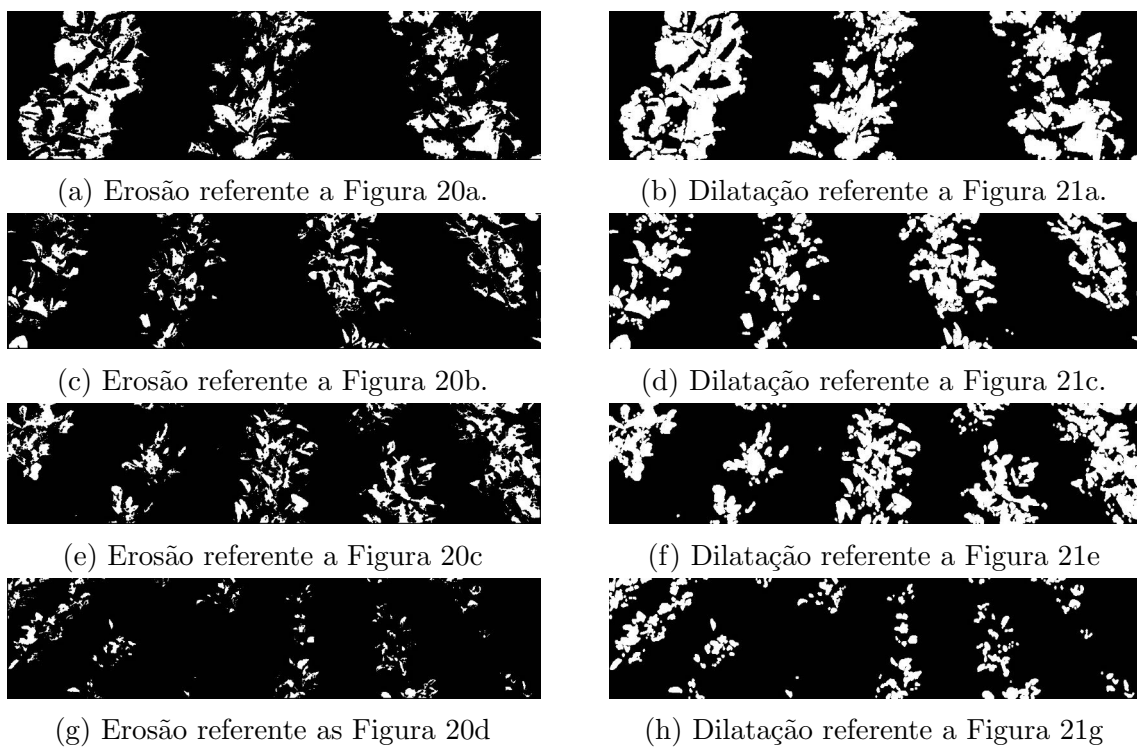 (a) Erosão referente a Figura 20a.
(b) Dilatação referente a Figura 21a.
(c) Erosão referente a Figura 20b.
(d) Dilatação referente a Figura 21c.
(e) Erosão referente a Figura 20c
(f) Dilatação referente a Figura 21e
(g) Erosão referente as Figura 20d
(h) Dilatação referente a Figura 21g